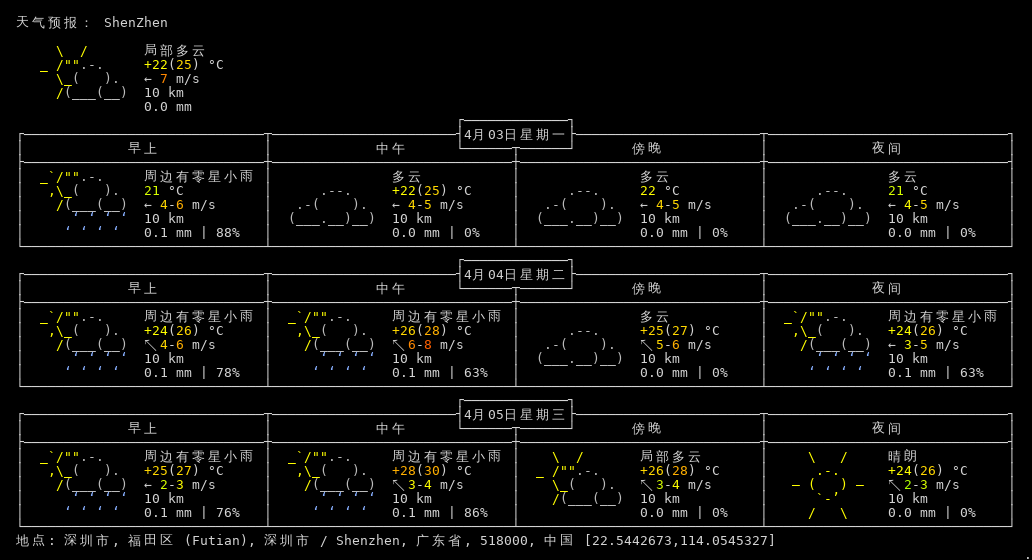 天气预报： ShenZhen
局部多云
+22(25) °C
← 7 m/s
10 km
0.0 mm
4月03日星期一
早上 中午 傍晚 夜间
周边有零星小雨 多云 多云 多云
21 °C +22(25) °C 22 °C 21 °C
← 4-6 m/s ← 4-5 m/s ← 4-5 m/s ← 4-5 m/s
10 km 10 km 10 km 10 km
0.1 mm | 88% 0.0 mm | 0% 0.0 mm | 0% 0.0 mm | 0%
4月04日星期二
早上 中午 傍晚 夜间
周边有零星小雨 周边有零星小雨 多云 周边有零星小雨
+24(26) °C +26(28) °C +25(27) °C +24(26) °C
↖ 4-6 m/s ↖ 6-8 m/s ↖ 5-6 m/s ← 3-5 m/s
10 km 10 km 10 km 10 km
0.1 mm | 78% 0.1 mm | 63% 0.0 mm | 0% 0.1 mm | 63%
4月05日星期三
早上 中午 傍晚 夜间
周边有零星小雨 周边有零星小雨 局部多云 晴朗
+25(27) °C +28(30) °C +26(28) °C +24(26) °C
← 2-3 m/s ↖ 3-4 m/s ↖ 3-4 m/s ↖ 2-3 m/s
10 km 10 km 10 km 10 km
0.1 mm | 76% 0.1 mm | 86% 0.0 mm | 0% 0.0 mm | 0%
地点: 深圳市, 福田区 (Futian), 深圳市 / Shenzhen, 广东省, 518000, 中国 [22.5442673,114.0545327]